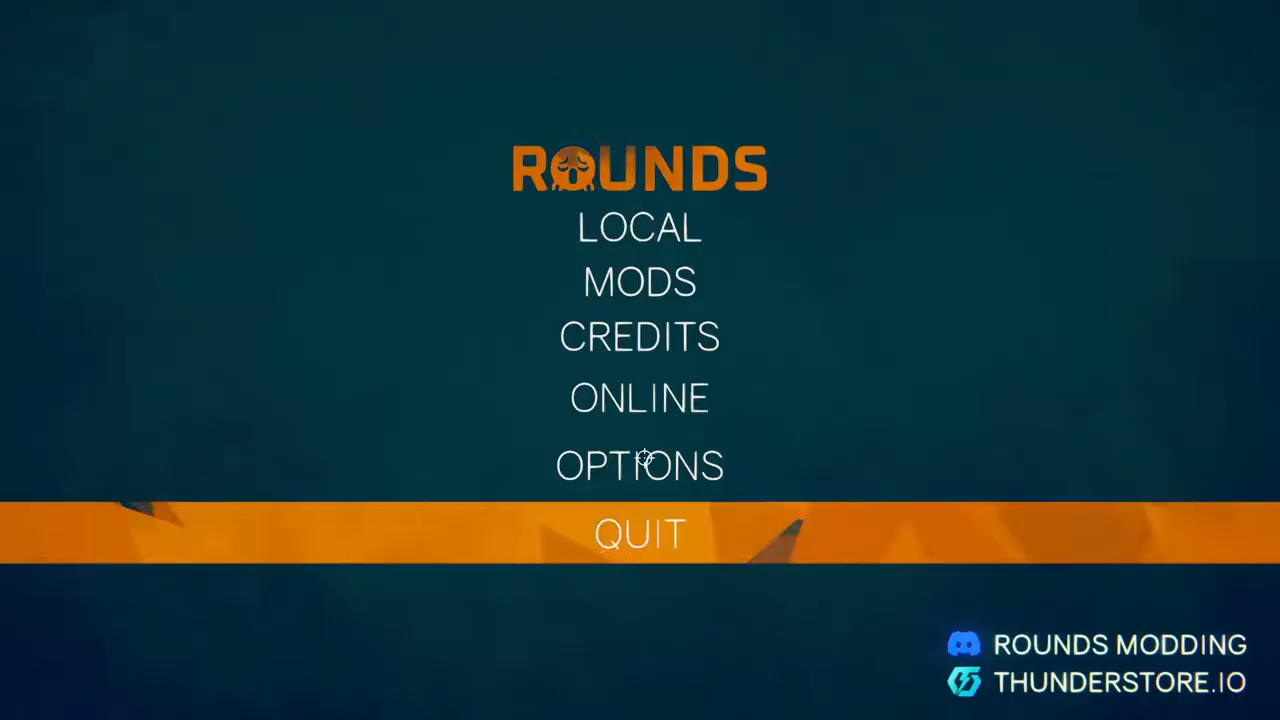 ROUNDS
LOCAL
MODS
CREDITS
ONLINE
OPTIONS
QUIT
ROUNDS MODDING
THUNDERSTORE.IO